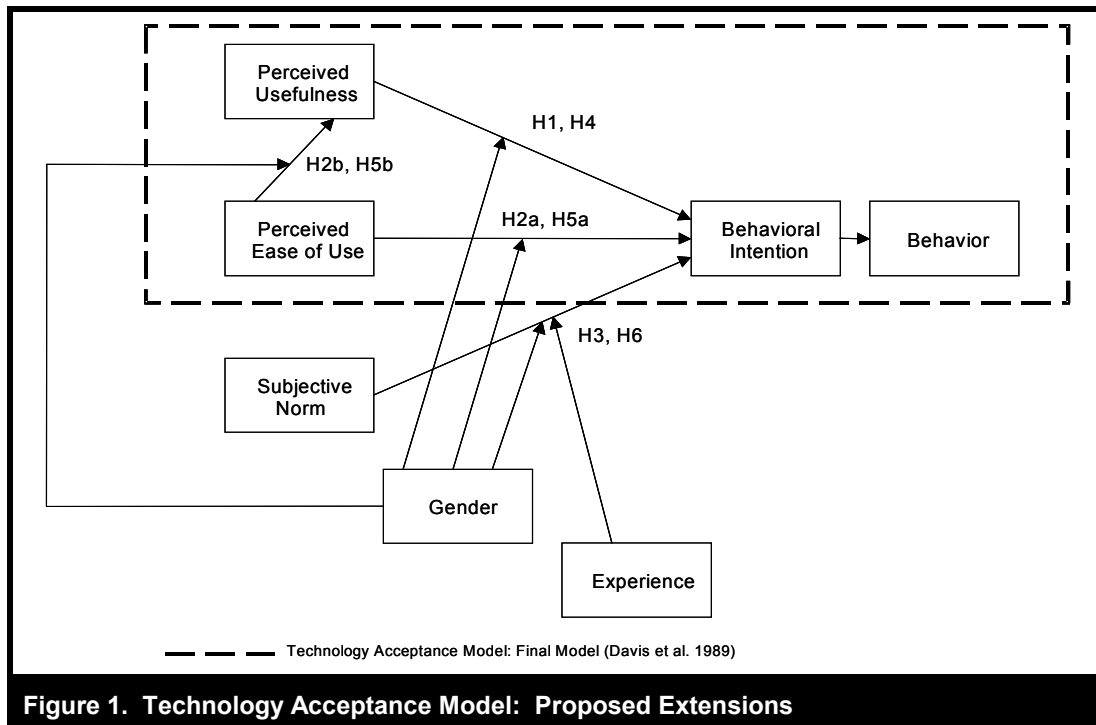 Perceived
Usefulness
H1, H4
H2b, H5b
Perceived
Ease of Use
H2a, H5a
Behavioral
Intention
Behavior
H3, H6
Subjective
Norm
Gender
Experience
Technology Acceptance Model: Final Model (Davis et al. 1989)
Figure 1. Technology Acceptance Model: Proposed Extensions